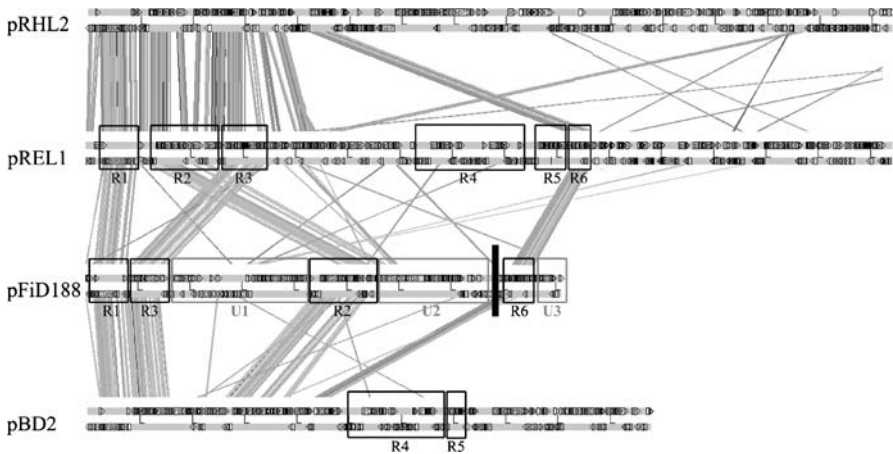 pRHL2
pREL1
R1 R2 R3 R4 R5 R6
pFiD188
R1 R3 U1 R2 U2 R6 U3
pBD2
R4 R5